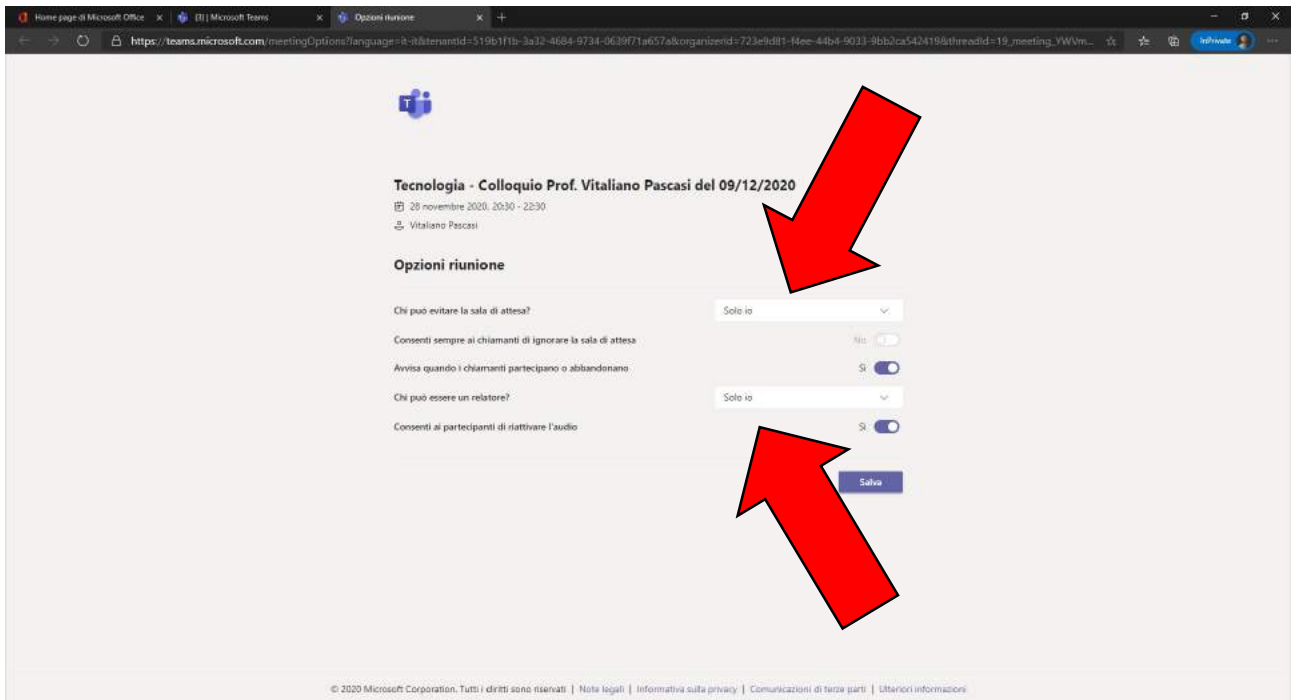 Home page di Microsoft Office
(3) | Microsoft Teams
Opzioni riunione
https://teams.microsoft.com/meetingOptions?language=it-it&tenantId=519b1f1b-3a32-4684-9734-0639f71a657a&organizerId=723e9d81-f4ee-44b4-9033-9bb2ca542419&threadId=19_meeting_YWVm...
InPrivate
Tecnologia - Colloquio Prof. Vitaliano Pascasi del 09/12/2020
28 novembre 2020, 20:30 - 22:30
Vitaliano Pascasi
Opzioni riunione
Chi può evitare la sala di attesa? Solo io
Consenti sempre ai chiamanti di ignorare la sala di attesa No
Avvisa quando i chiamanti partecipano o abbandonano Sì
Chi può essere un relatore? Solo io
Consenti ai partecipanti di riattivare l'audio Sì
Salva
© 2020 Microsoft Corporation. Tutti i diritti sono riservati | Note legali | Informativa sulla privacy | Comunicazioni di terze parti | Ulteriori informazioni